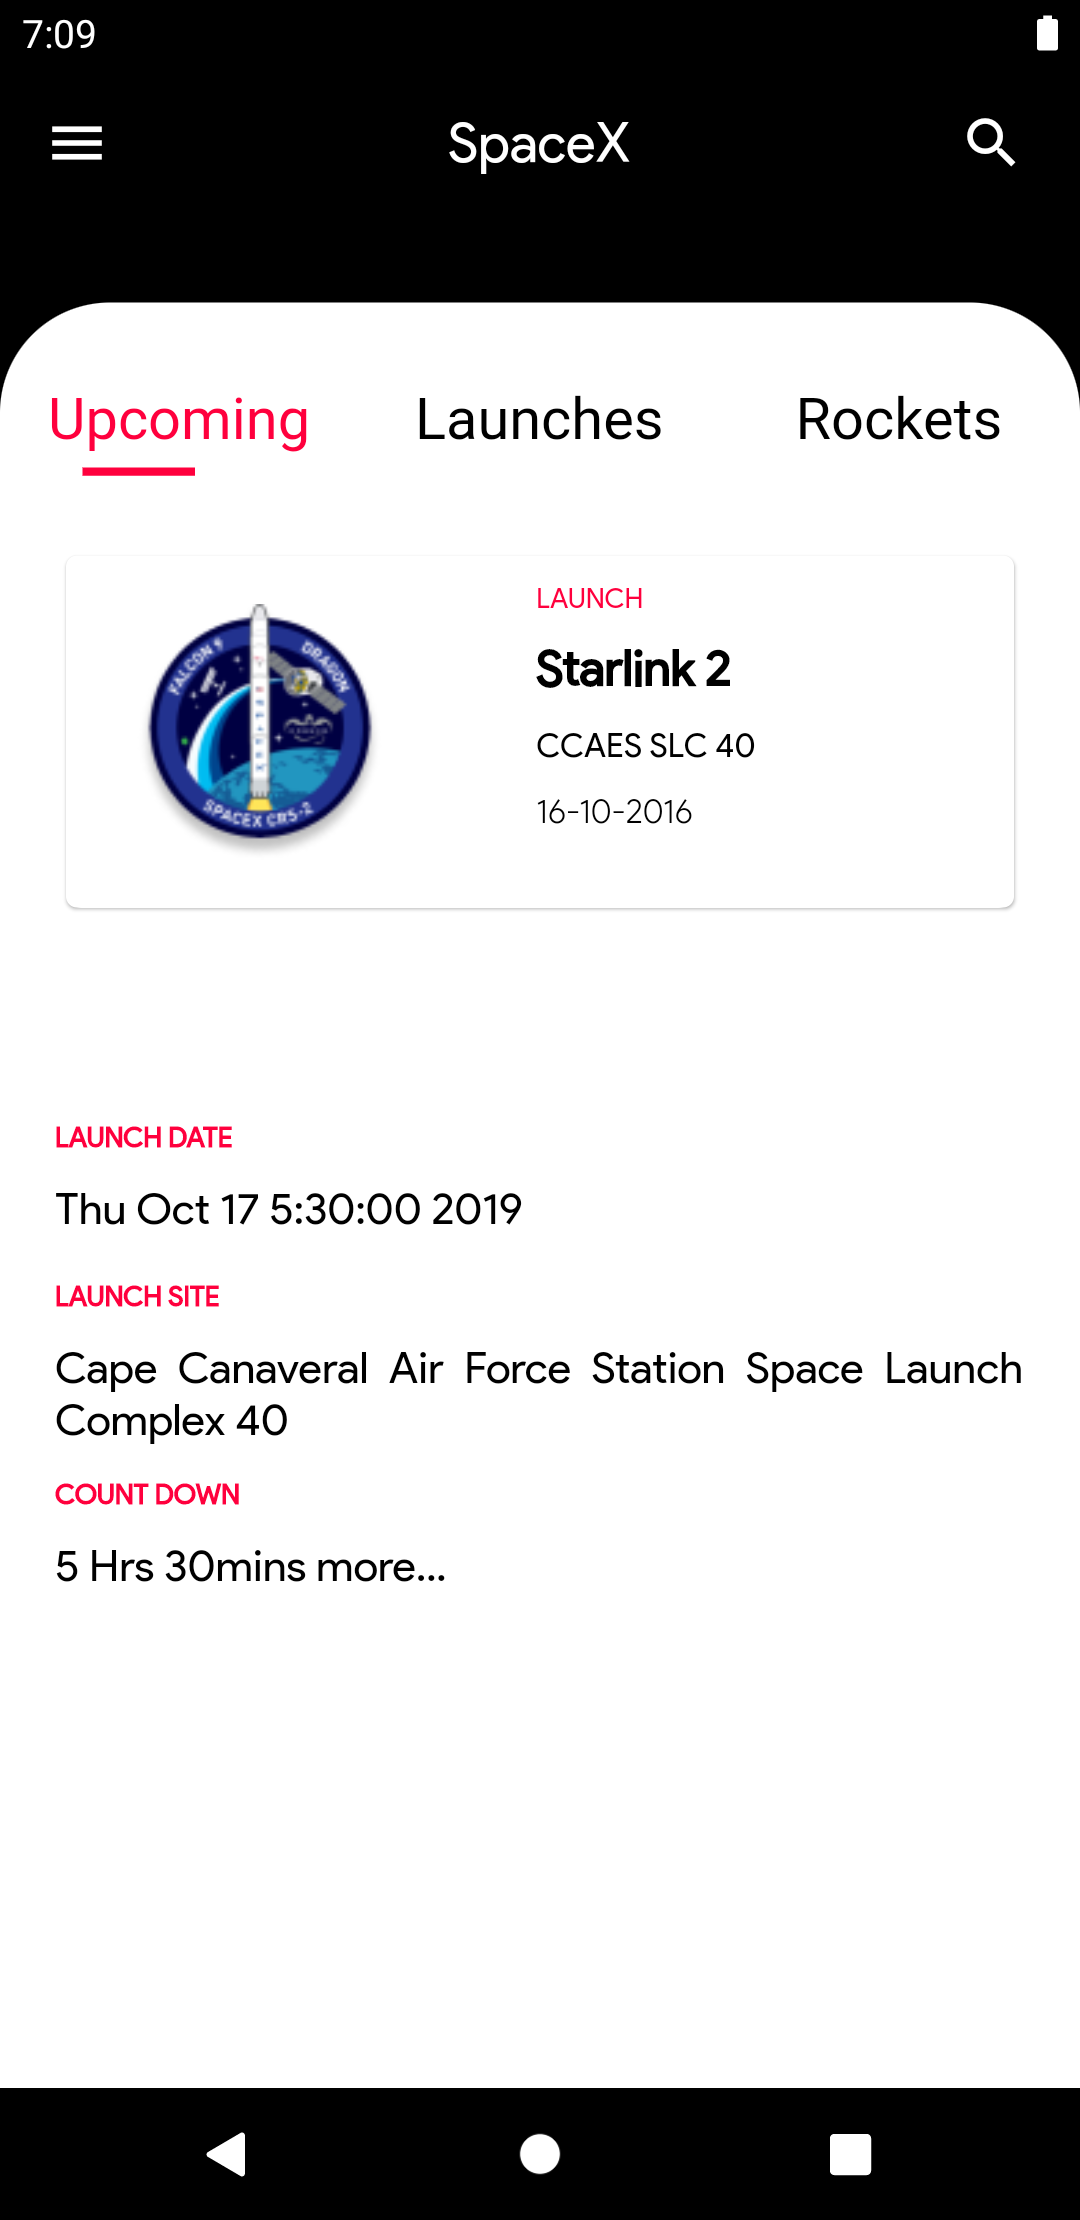 7:09
SpaceX
Upcoming Launches Rockets
LAUNCH
Starlink 2
CCAES SLC 40
16-10-2016
FALCON 9 DRAGON
SPACEX CRS-2
LAUNCH DATE
Thu Oct 17 5:30:00 2019
LAUNCH SITE
Cape Canaveral Air Force Station Space Launch
Complex 40
COUNT DOWN
5 Hrs 30mins more...